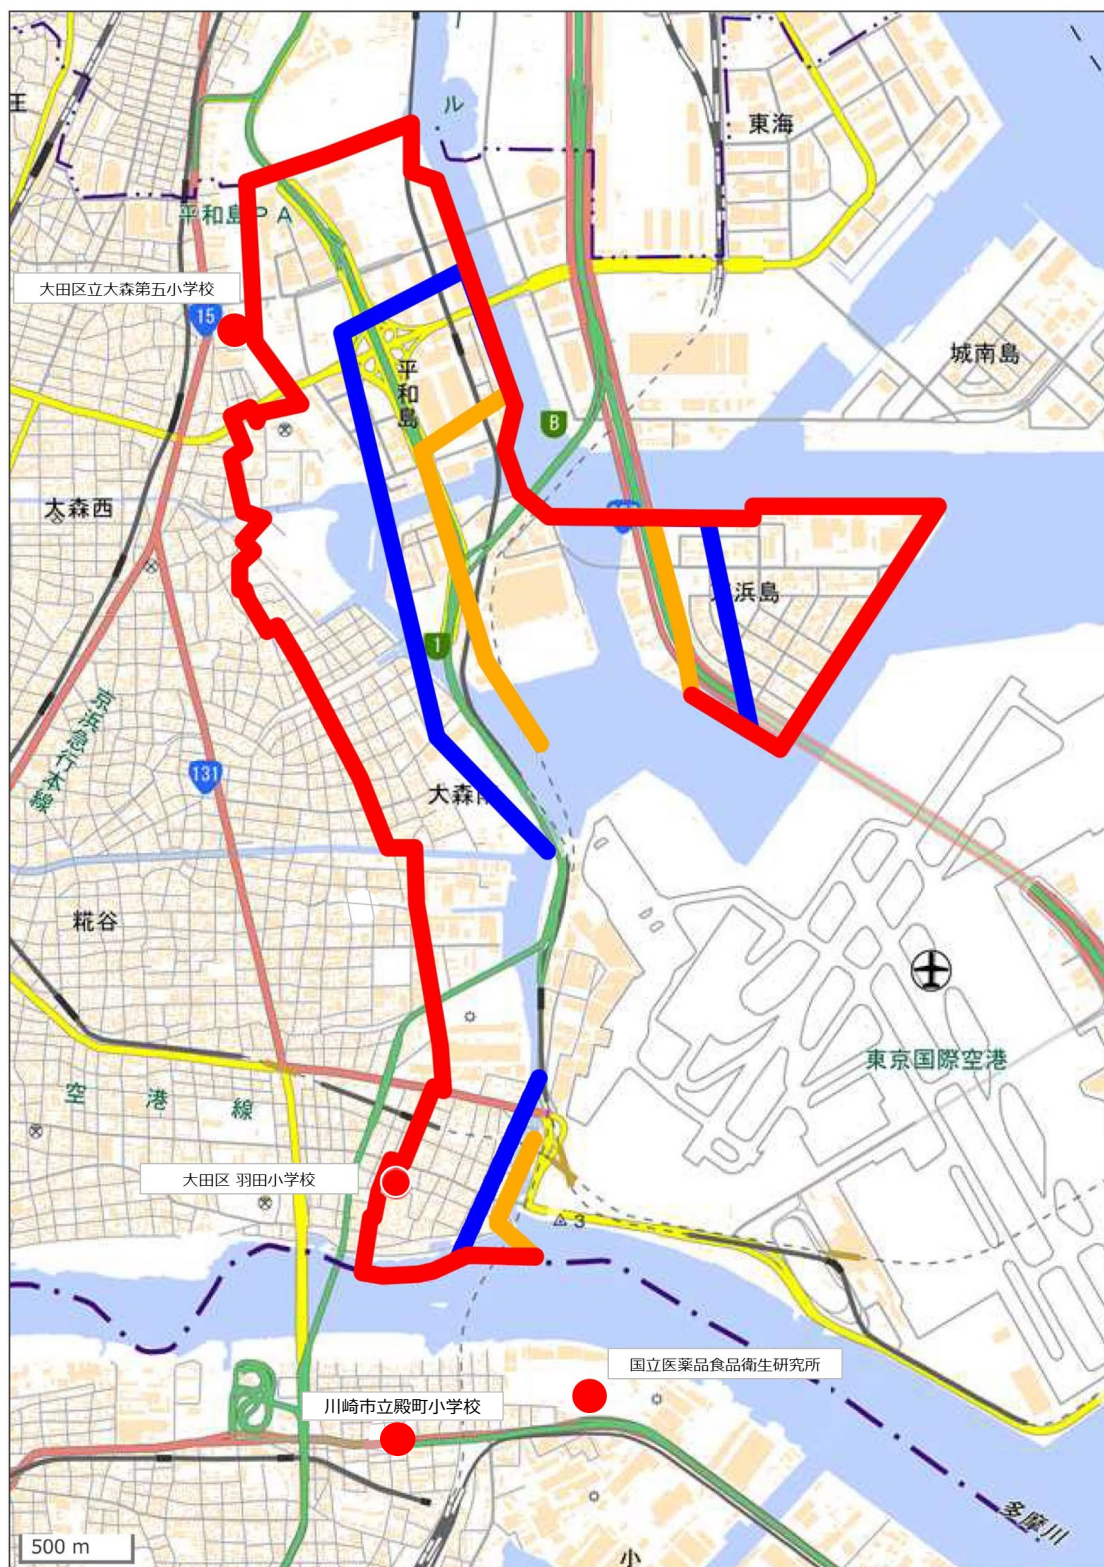 ル
東海
王
平和島PA
大田区立大森第五小学校
15
城南島
平和島
B
大森西
浜島
1
京浜急行本線
131
大森
糀谷
東京国際空港
空港線
大田区 羽田小学校
3
国立医薬品食品衛生研究所
川崎市立殿町小学校
多摩川
500 m
小